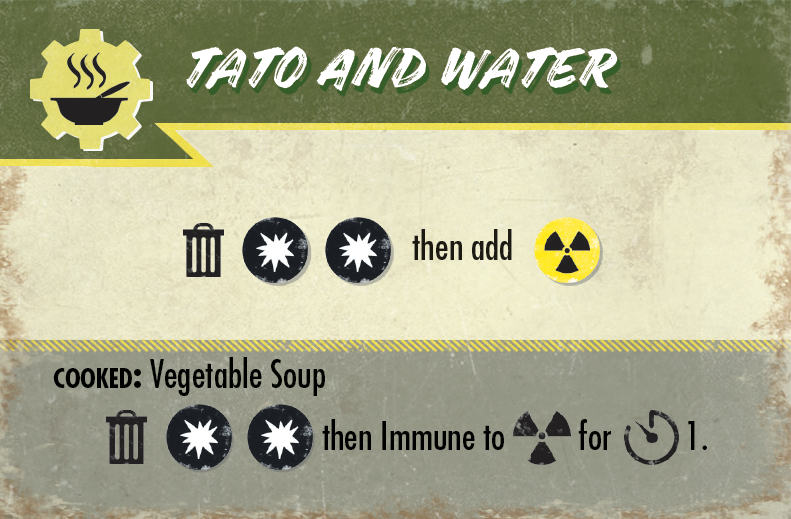 TATO AND WATER
then add
COOKED: Vegetable Soup
then Immune to for 1.